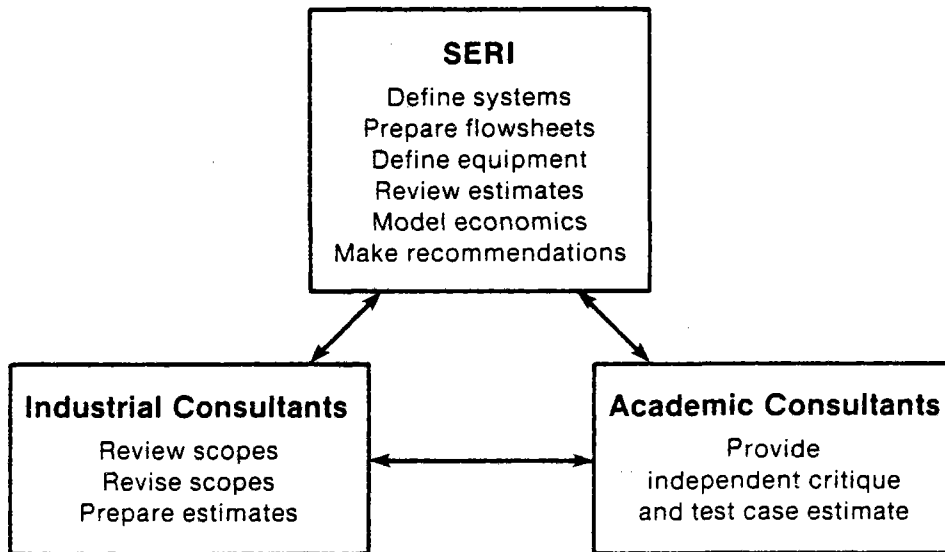 SERI
Define systems
Prepare flowsheets
Define equipment
Review estimates
Model economics
Make recommendations
Industrial Consultants
Review scopes
Revise scopes
Prepare estimates
Academic Consultants
Provide
independent critique
and test case estimate